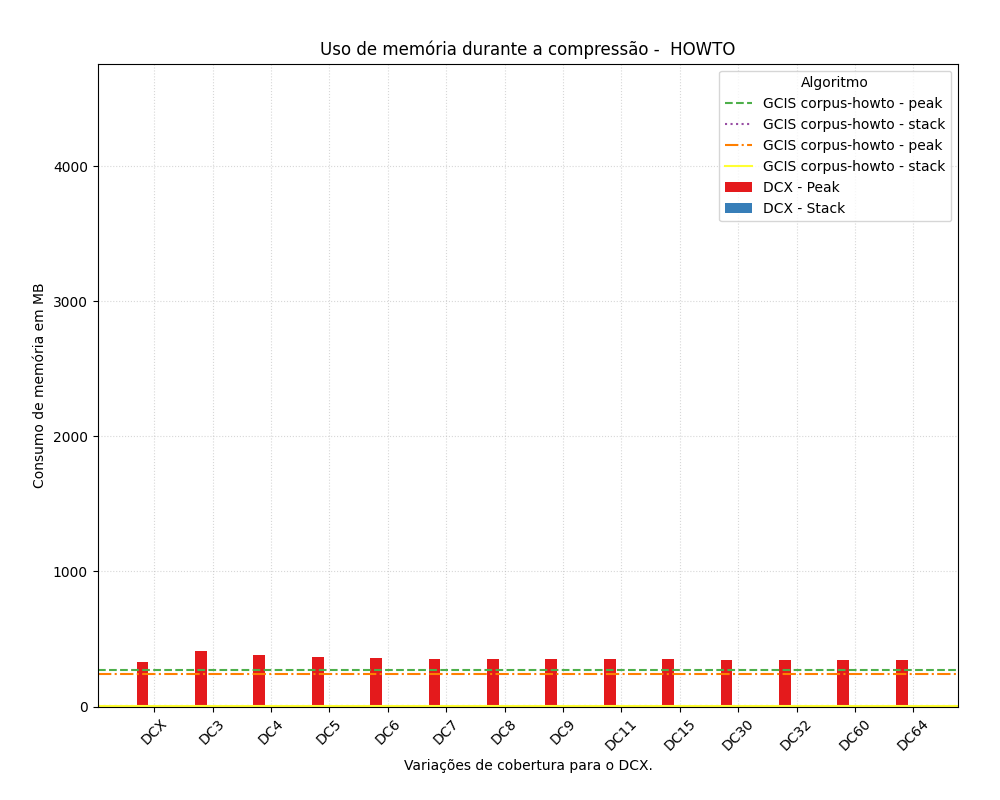 Uso de memória durante a compressão -  HOWTO
Algoritmo
GCIS corpus-howto - peak
GCIS corpus-howto - stack
GCIS corpus-howto - peak
GCIS corpus-howto - stack
DCX - Peak
DCX - Stack
Consumo de memória em MB
4000
3000
2000
1000
0
DCX
DC3
DC4
DC5
DC6
DC7
DC8
DC9
DC11
DC15
DC30
DC32
DC60
DC64
Variações de cobertura para o DCX.